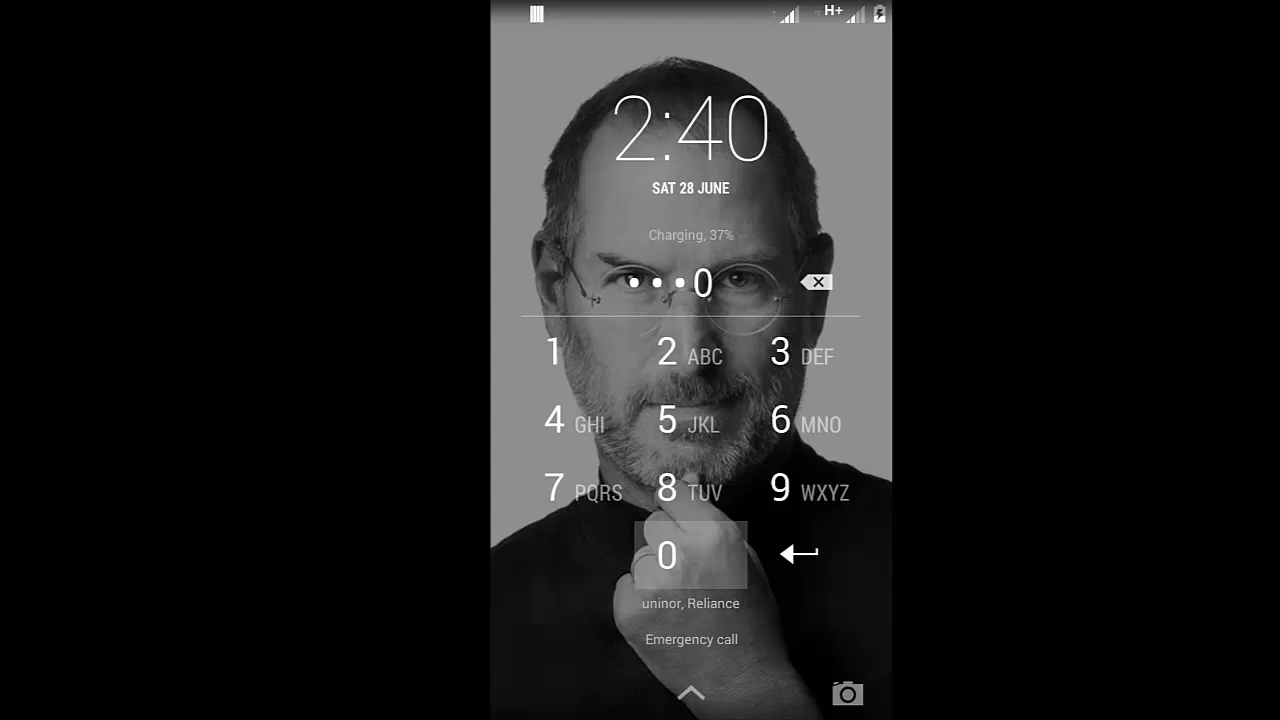 H+
2:40
SAT 28 JUNE
Charging, 37%
•••0
1 2 ABC 3 DEF
4 GHI 5 JKL 6 MNO
7 PQRS 8 TUV 9 WXYZ
0
uninor, Reliance
Emergency call